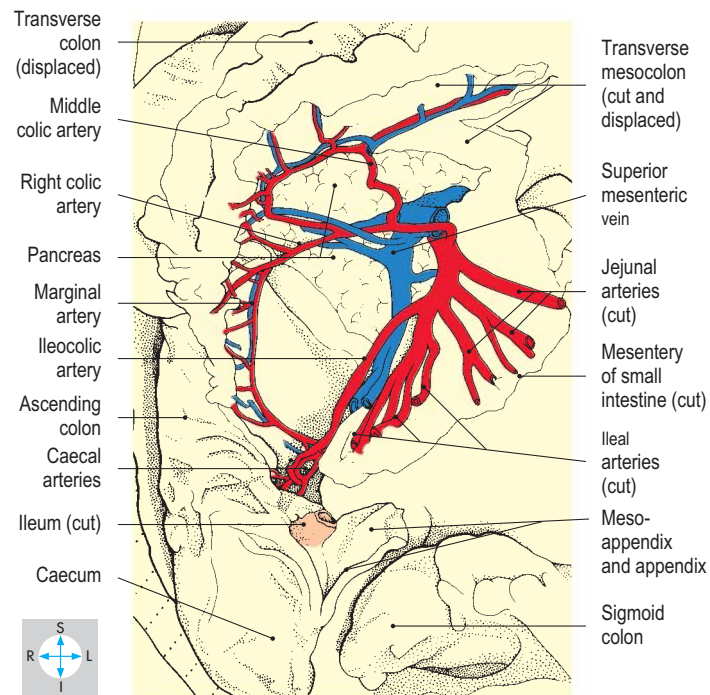 Transverse
colon
(displaced)
Middle
colic artery
Right colic
artery
Pancreas
Marginal
artery
Ileocolic
artery
Ascending
colon
Caecal
arteries
Ileum (cut)
Caecum
S
R
L
I
Transverse
mesocolon
(cut and
displaced)
Superior
mesenteric
vein
Jejunal
arteries
(cut)
Mesentery
of small
intestine (cut)
Ileal
arteries
(cut)
Meso-
appendix
and appendix
Sigmoid
colon